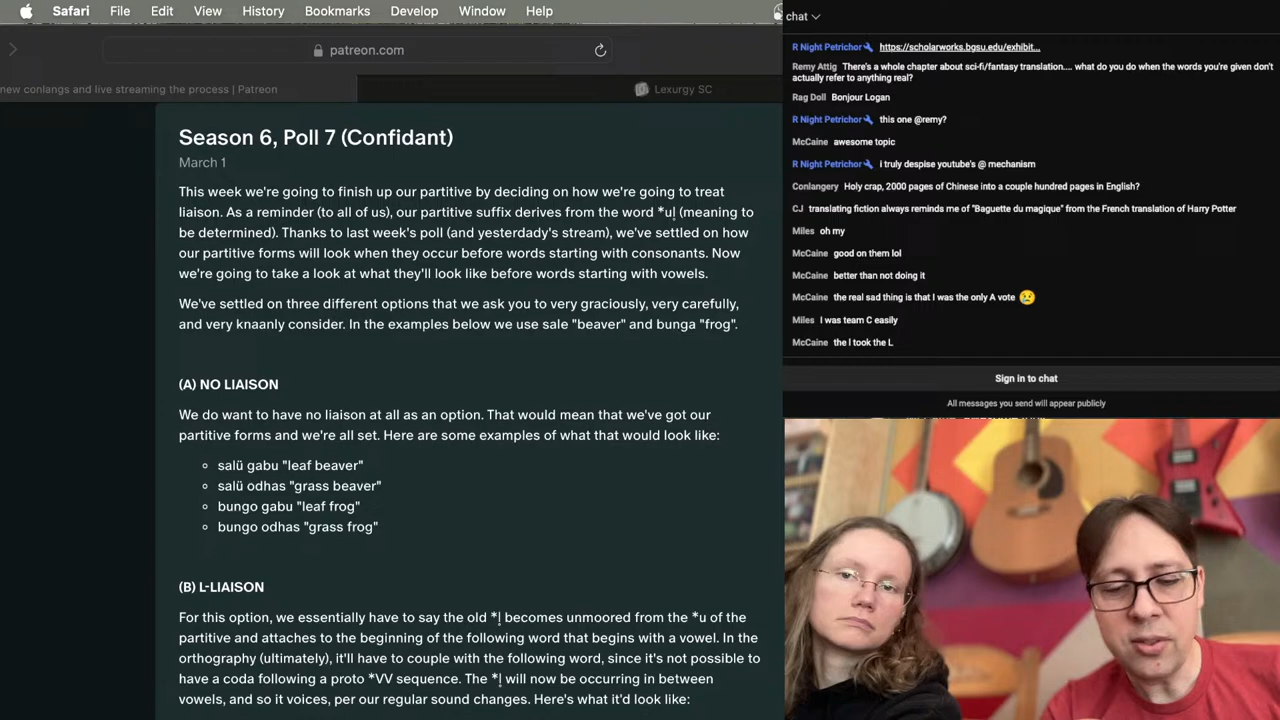 Safari File Edit View History Bookmarks Develop Window Help
patreon.com
new conlangs and live streaming the process | Patreon
Lexurgy SC
Season 6, Poll 7 (Confidant)
March 1
This week we're going to finish up our partitive by deciding on how we're going to treat
liaison. As a reminder (to all of us), our partitive suffix derives from the word *ul̩ (meaning to
be determined). Thanks to last week's poll (and yesterdady's stream), we've settled on how
our partitive forms will look when they occur before words starting with consonants. Now
we're going to take a look at what they'll look like before words starting with vowels.
We've settled on three different options that we ask you to very graciously, very carefully,
and very knaanly consider. In the examples below we use sale "beaver" and bunga "frog".
(A) NO LIAISON
We do want to have no liaison at all as an option. That would mean that we've got our
partitive forms and we're all set. Here are some examples of what that would look like:
salü gabu "leaf beaver"
salü odhas "grass beaver"
bungo gabu "leaf frog"
bungo odhas "grass frog"
(B) L-LIAISON
For this option, we essentially have to say the old *l̩ becomes unmoored from the *u of the
partitive and attaches to the beginning of the following word that begins with a vowel. In the
orthography (ultimately), it'll have to couple with the following word, since it's not possible to
have a coda following a proto *VV sequence. The *l̩ will now be occurring in between
vowels, and so it voices, per our regular sound changes. Here's what it'd look like:
chat
R Night Petrichor https://scholarworks.bgsu.edu/exhibit...
Remy Attig There's a whole chapter about sci-fi/fantasy translation.... what do you do when the words you're given don't
actually refer to anything real?
Rag Doll Bonjour Logan
R Night Petrichor this one @remy?
McCaine awesome topic
R Night Petrichor i truly despise youtube's @ mechanism
Conlangery Holy crap, 2000 pages of Chinese into a couple hundred pages in English?
CJ translating fiction always reminds me of "Baguette du magique" from the French translation of Harry Potter
Miles oh my
McCaine good on them lol
McCaine better than not doing it
McCaine the real sad thing is that I was the only A vote 😢
Miles I was team C easily
McCaine the I took the L
Sign in to chat
All messages you send will appear publicly